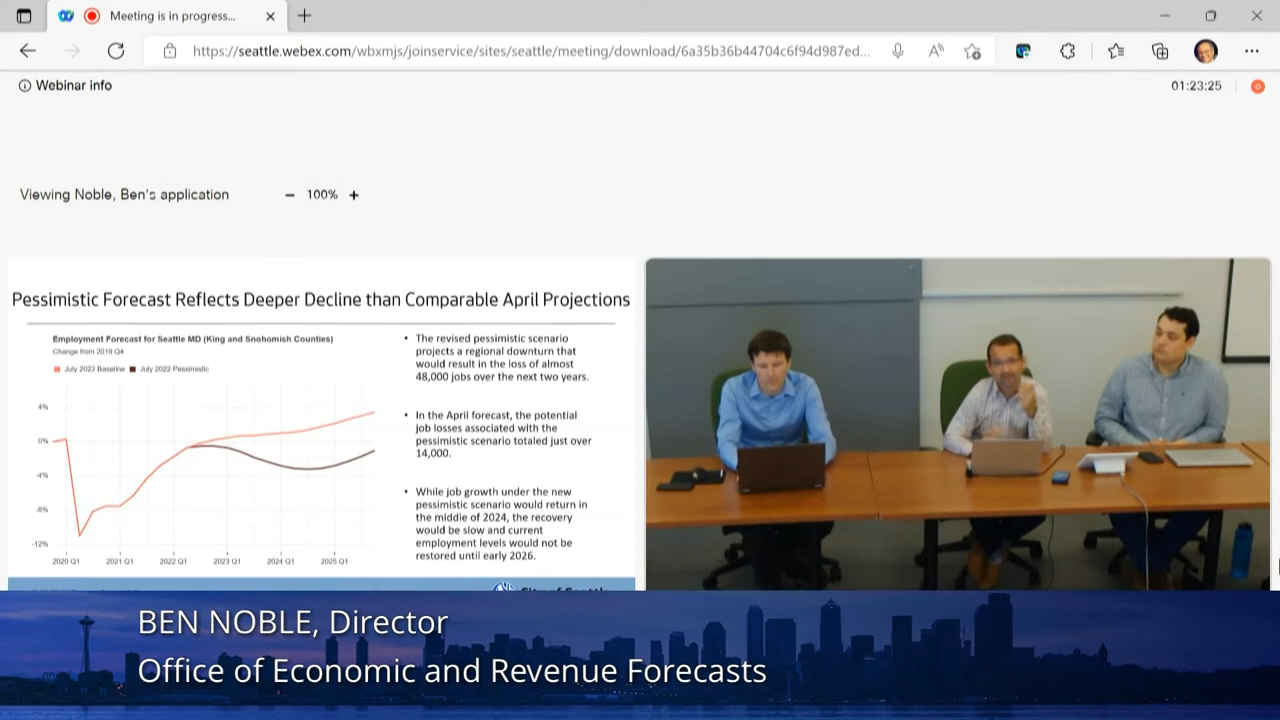 Meeting is in progress...
https://seattle.webex.com/wbxmjs/joinservice/sites/seattle/meeting/download/6a35b36b44704c6f94d987ed...
Webinar info
01:23:25
Viewing Noble, Ben's application
100%
Pessimistic Forecast Reflects Deeper Decline than Comparable April Projections
Employment Forecast for Seattle MD (King and Snohomish Counties)
Change from 2019 Q4
July 2022 Baseline July 2022 Pessimistic
4%
0%
-4%
-8%
-12%
2020 Q1 2021 Q1 2022 Q1 2023 Q1 2024 Q1 2025 Q1
• The revised pessimistic scenario
projects a regional downturn that
would result in the loss of almost
48,000 jobs over the next two years.
• In the April forecast, the potential
job losses associated with the
pessimistic scenario totaled just over
14,000.
• While job growth under the new
pessimistic scenario would return in
the middle of 2024, the recovery
would be slow and current
employment levels would not be
restored until early 2026.
BEN NOBLE, Director
Office of Economic and Revenue Forecasts